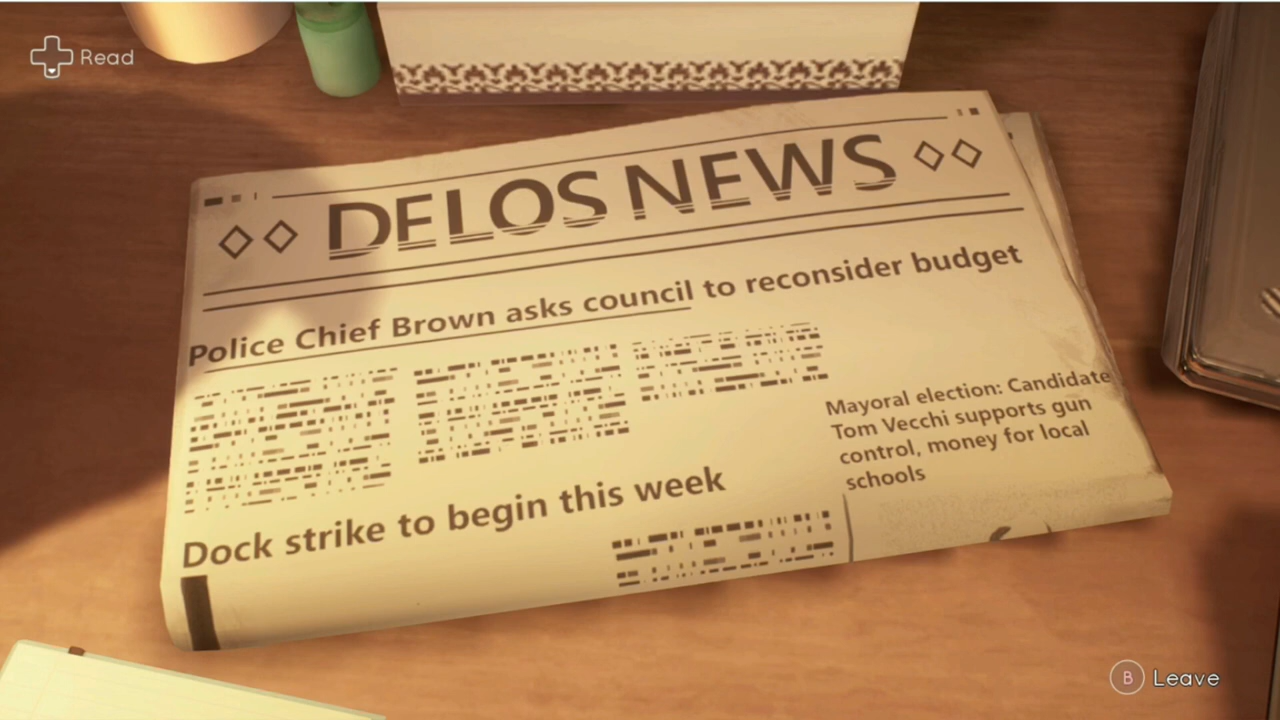 Read
DELOS NEWS
Police Chief Brown asks council to reconsider budget
Mayoral election: Candidate
Tom Vecchi supports gun
control, money for local
schools
Dock strike to begin this week
B Leave